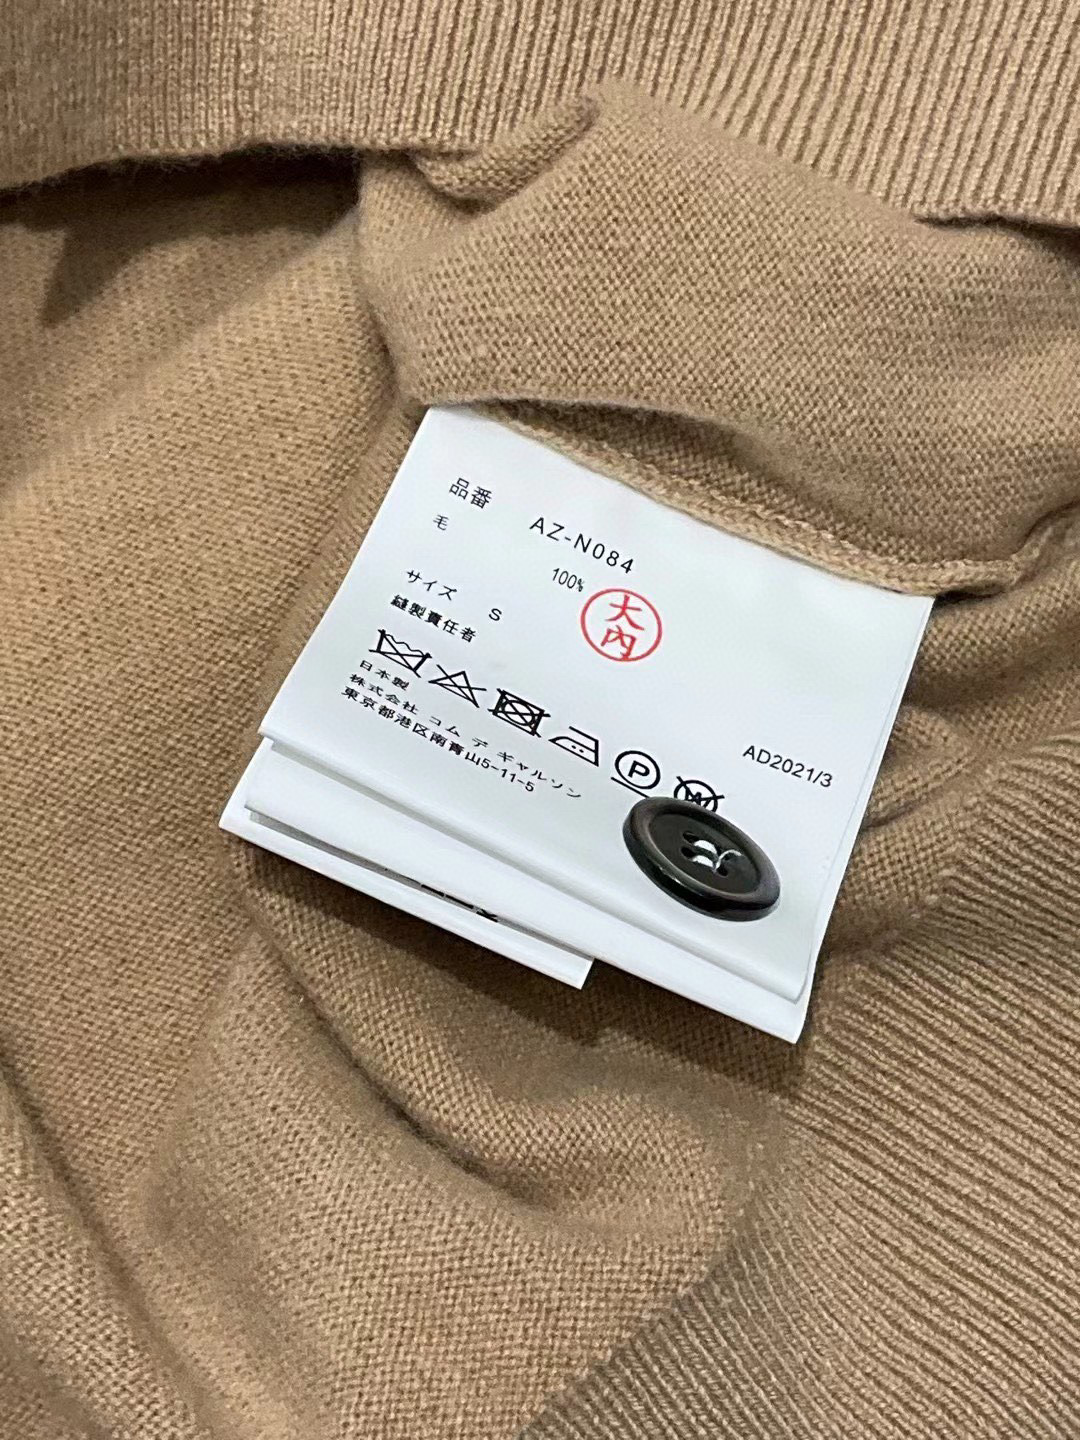 品番 AZ-N084
毛 100%
サイズ S
縫製責任者 大内
日本製
株式会社 コム デ ギャルソン
東京都港区南青山5-11-5
P
W
AD2021/3